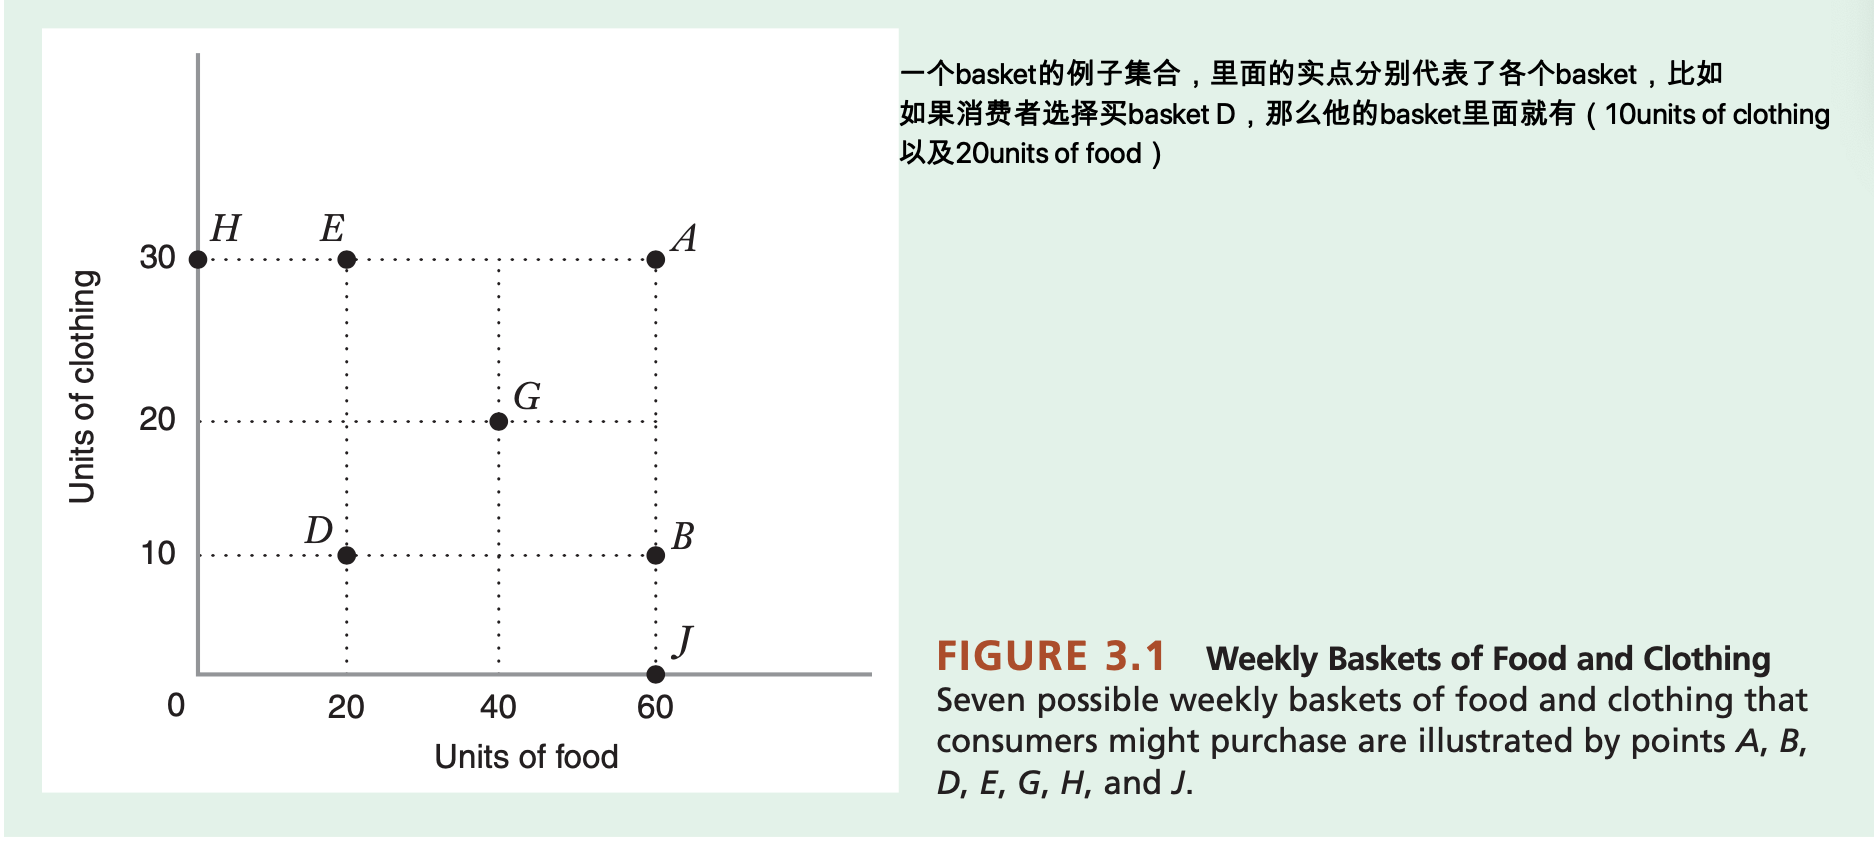 一个basket的例子集合，里面的实点分别代表了各个basket，比如
如果消费者选择买basket D，那么他的basket里面就有（10units of clothing
以及20units of food）
H
E
A
30
G
20
D
B
10
J
0
20
40
60
Units of clothing
Units of food
FIGURE 3.1 Weekly Baskets of Food and Clothing
Seven possible weekly baskets of food and clothing that
consumers might purchase are illustrated by points A, B,
D, E, G, H, and J.